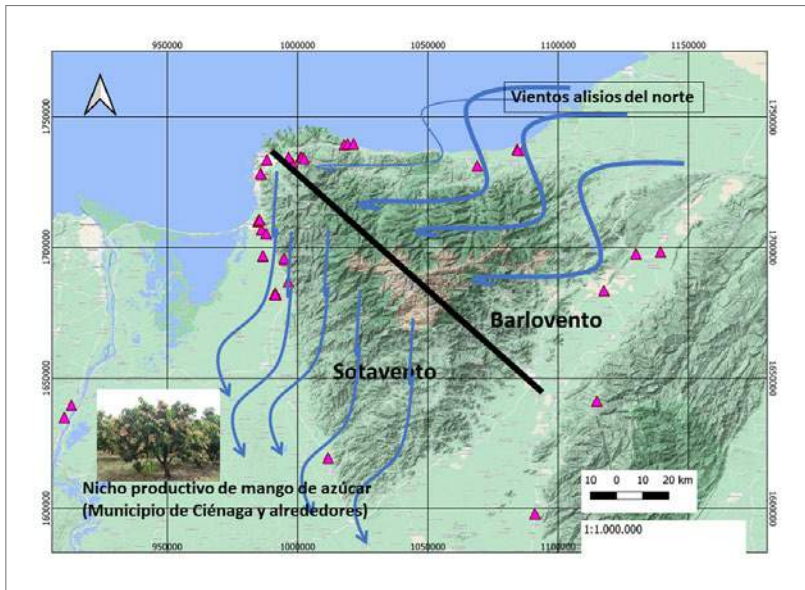 950000 1000000 1050000 1100000 1150000
Vientos alisios del norte
1750000 1750000
1700000 1700000
Barlovento
Sotavento
1650000 1650000
Nicho productivo de mango de azúcar
(Municipio de Ciénaga y alrededores)
10 0 10 20 km
1600000 1600000
1:1.000.000
950000 1000000 1050000 1100000 1150000